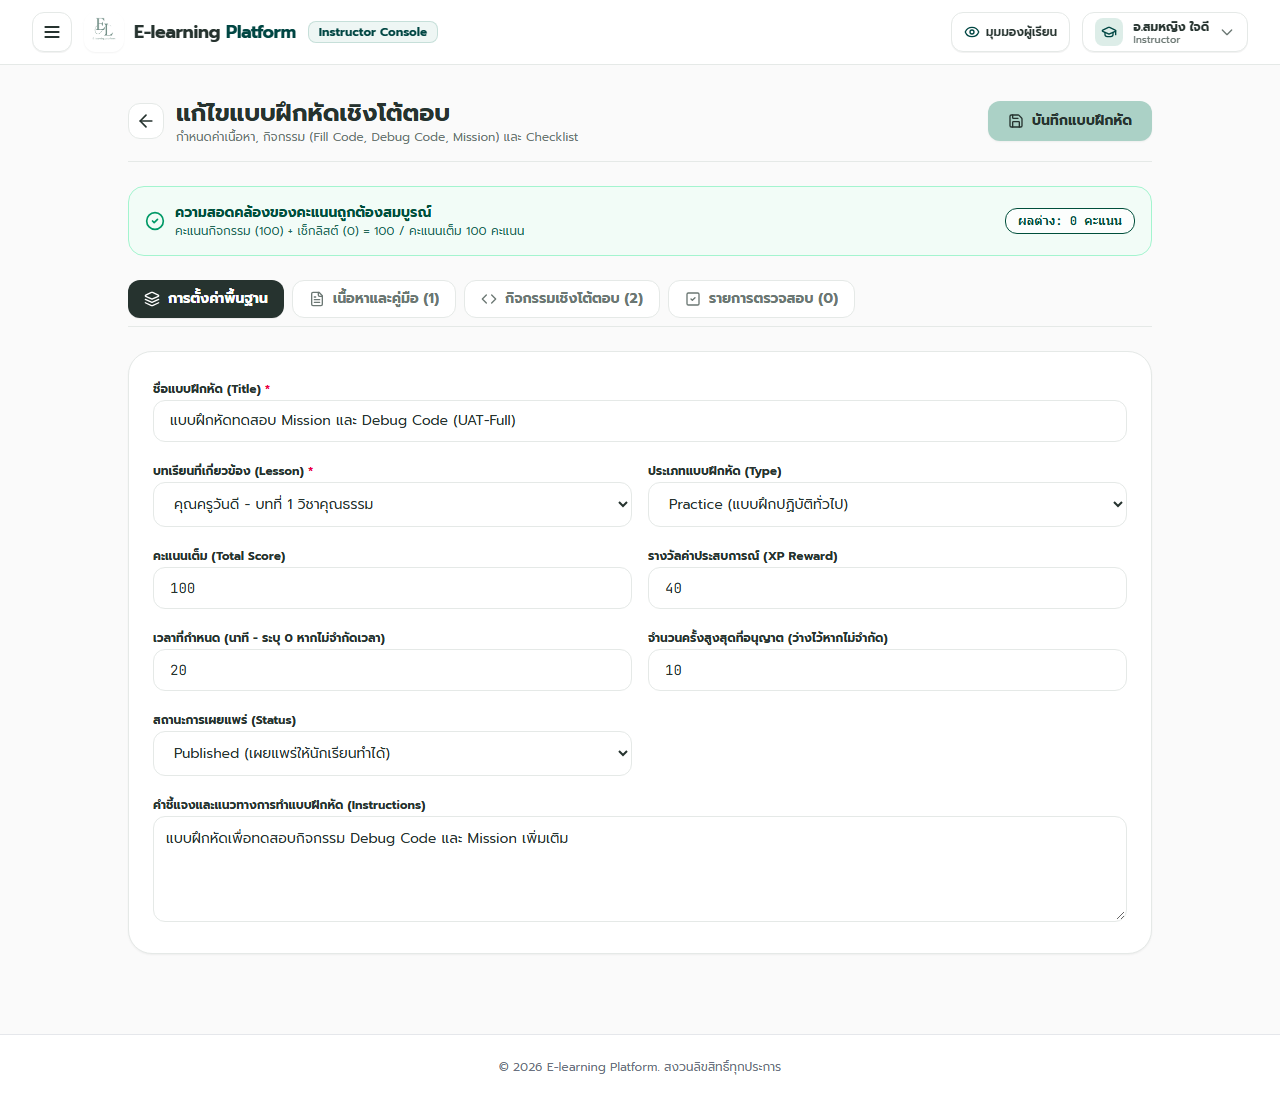 E-learning Platform
Instructor Console
มุมมองผู้เรียน
อ.สมหญิง ใจดี
Instructor
แก้ไขแบบฝึกหัดเชิงโต้ตอบ
กำหนดค่าเนื้อหา, กิจกรรม (Fill Code, Debug Code, Mission) และ Checklist
บันทึกแบบฝึกหัด
ความสอดคล้องของคะแนนถูกต้องสมบูรณ์
คะแนนกิจกรรม (100) + เช็กลิสต์ (0) = 100 / คะแนนเต็ม 100 คะแนน
ผลต่าง: 0 คะแนน
การตั้งค่าพื้นฐาน
เนื้อหาและคู่มือ (1)
กิจกรรมเชิงโต้ตอบ (2)
รายการตรวจสอบ (0)
ชื่อแบบฝึกหัด (Title) *
แบบฝึกหัดทดสอบ Mission และ Debug Code (UAT-Full)
บทเรียนที่เกี่ยวข้อง (Lesson) *
ประเภทแบบฝึกหัด (Type)
คุณครูวันดี - บทที่ 1 วิชาคุณธรรม
Practice (แบบฝึกปฏิบัติทั่วไป)
คะแนนเต็ม (Total Score)
รางวัลค่าประสบการณ์ (XP Reward)
100
40
เวลาที่กำหนด (นาที - ระบุ 0 หากไม่จำกัดเวลา)
จำนวนครั้งสูงสุดที่อนุญาต (ว่างไว้หากไม่จำกัด)
20
10
สถานะการเผยแพร่ (Status)
Published (เผยแพร่ให้นักเรียนทำได้)
คำชี้แจงและแนวทางการทำแบบฝึกหัด (Instructions)
แบบฝึกหัดเพื่อทดสอบกิจกรรม Debug Code และ Mission เพิ่มเติม
© 2026 E-learning Platform. สงวนลิขสิทธิ์ทุกประการ